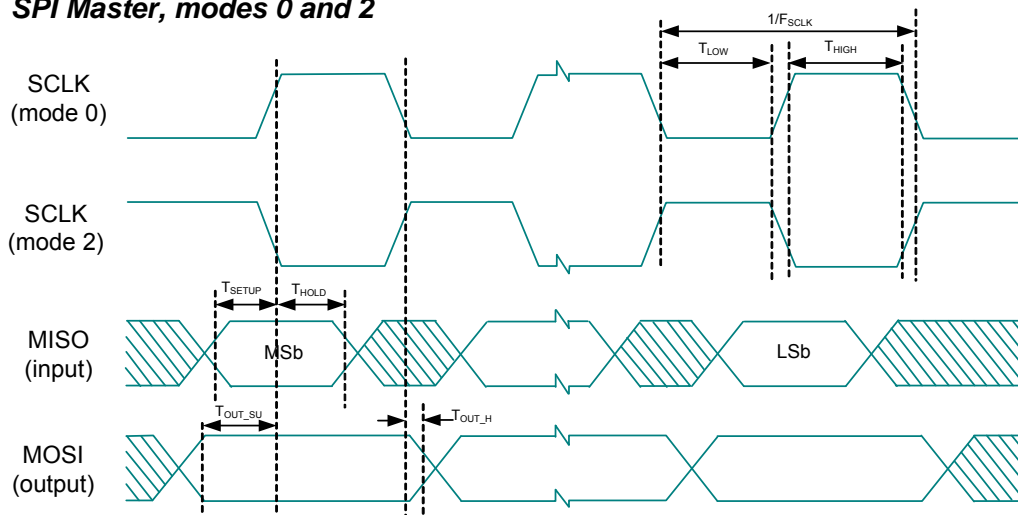 SPI Master, modes 0 and 2
1/FSCLK
TLOW
THIGH
SCLK
(mode 0)
SCLK
(mode 2)
TSETUP
THOLD
MISO
(input)
MSb
LSb
TOUT_SU
TOUT_H
MOSI
(output)